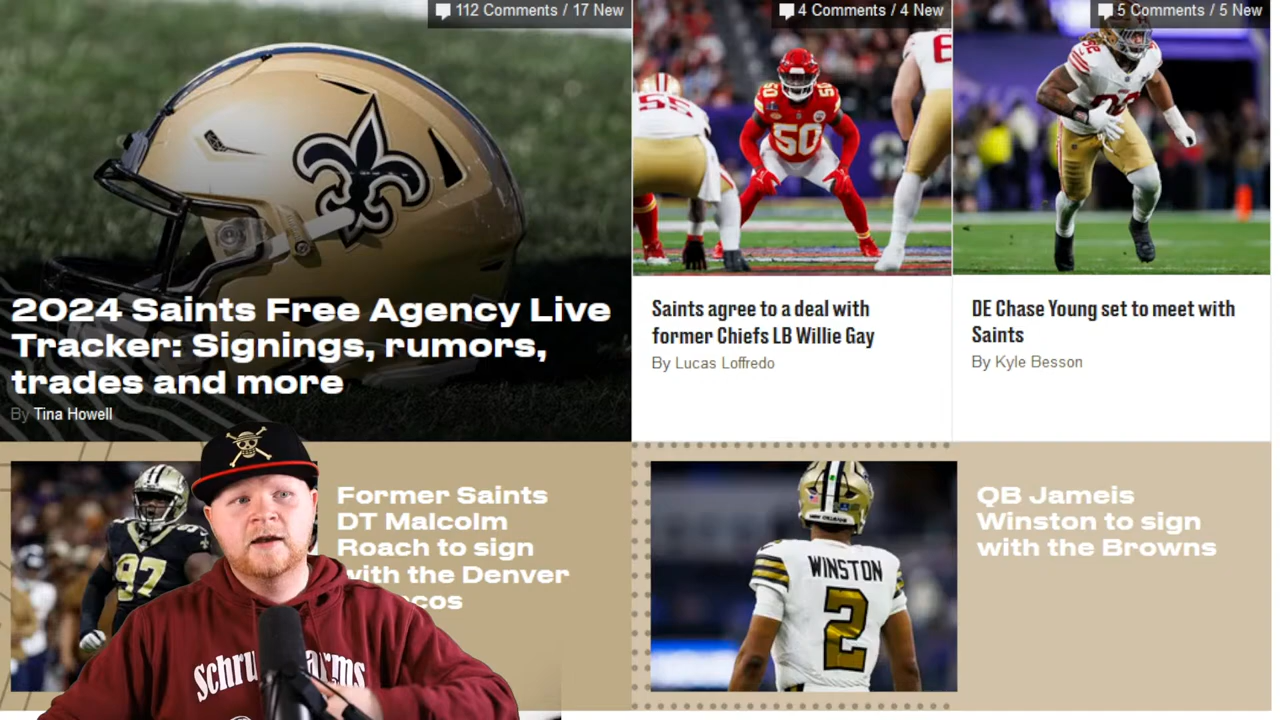 112 Comments / 17 New
4 Comments / 4 New
5 Comments / 5 New
55
50
50
50
2024 Saints Free Agency Live
Tracker: Signings, rumors,
trades and more
By Tina Howell
Saints agree to a deal with
former Chiefs LB Willie Gay
By Lucas Loffredo
DE Chase Young set to meet with
Saints
By Kyle Besson
97
Former Saints
DT Malcolm
Roach to sign
with the Denver
WINSTON
2
QB Jameis
Winston to sign
with the Browns